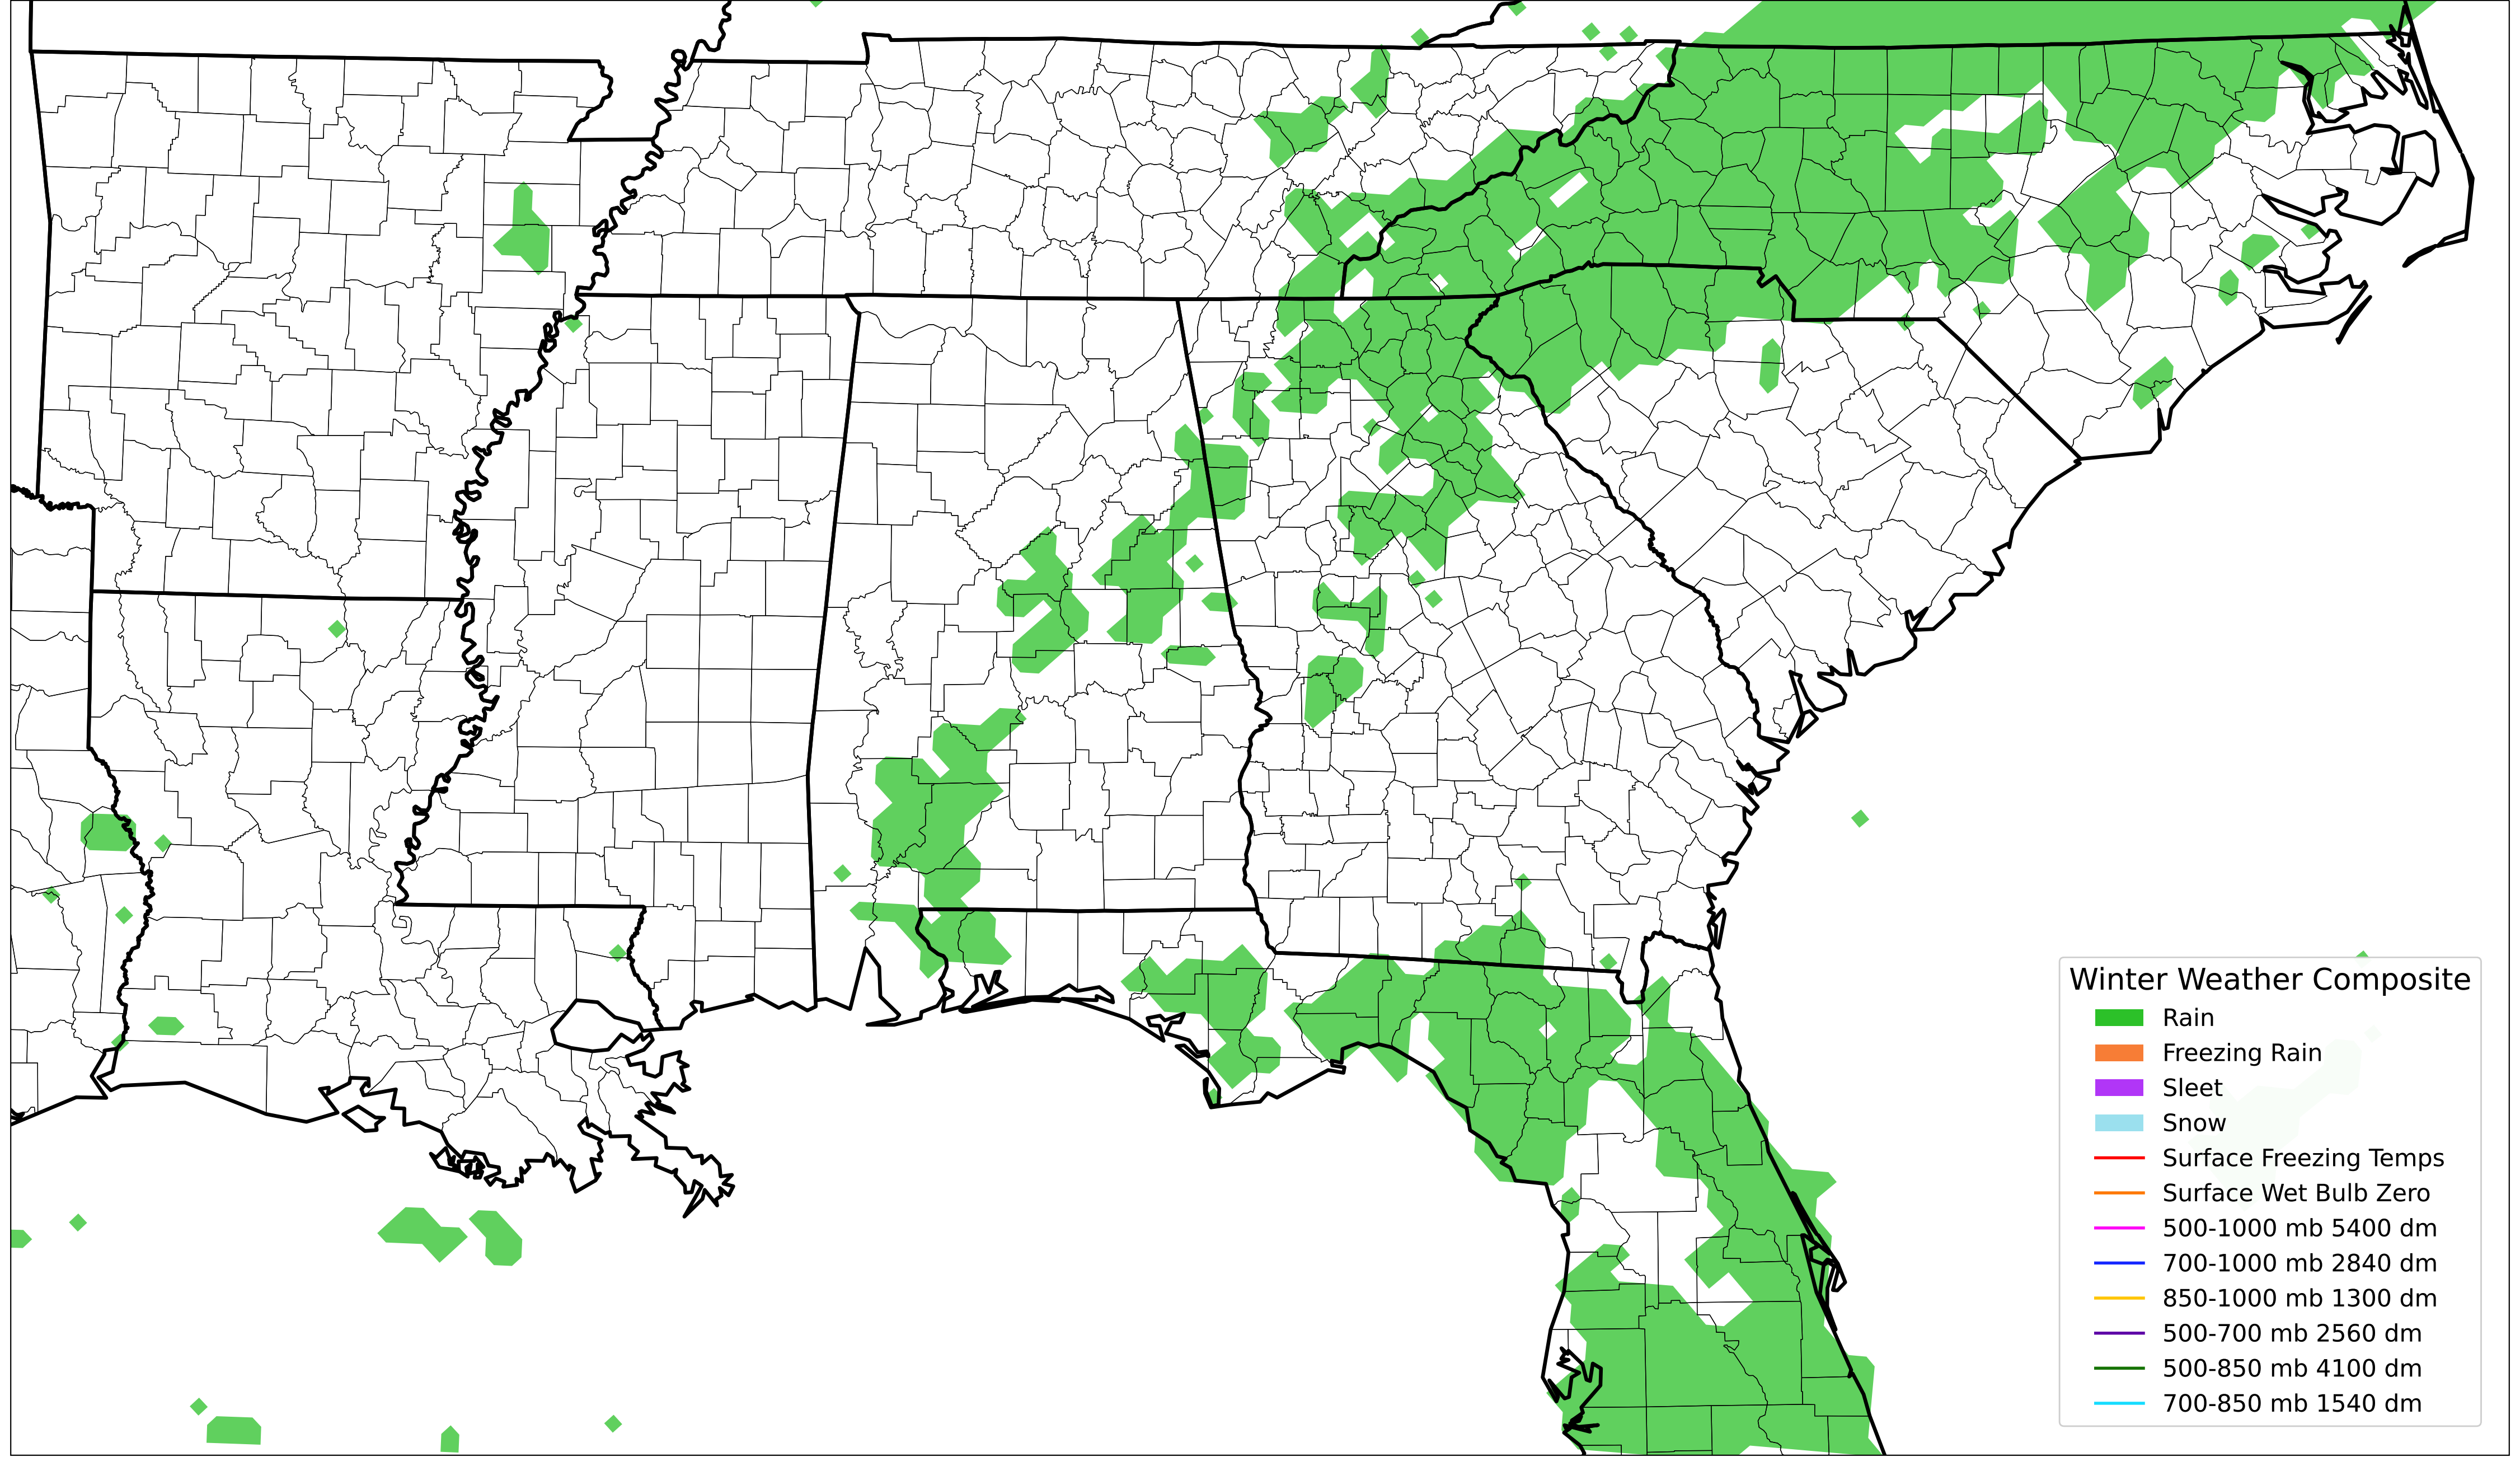 Winter Weather Composite
Rain
Freezing Rain
Sleet
Snow
Surface Freezing Temps
Surface Wet Bulb Zero
500-1000 mb 5400 dm
700-1000 mb 2840 dm
850-1000 mb 1300 dm
500-700 mb 2560 dm
500-850 mb 4100 dm
700-850 mb 1540 dm